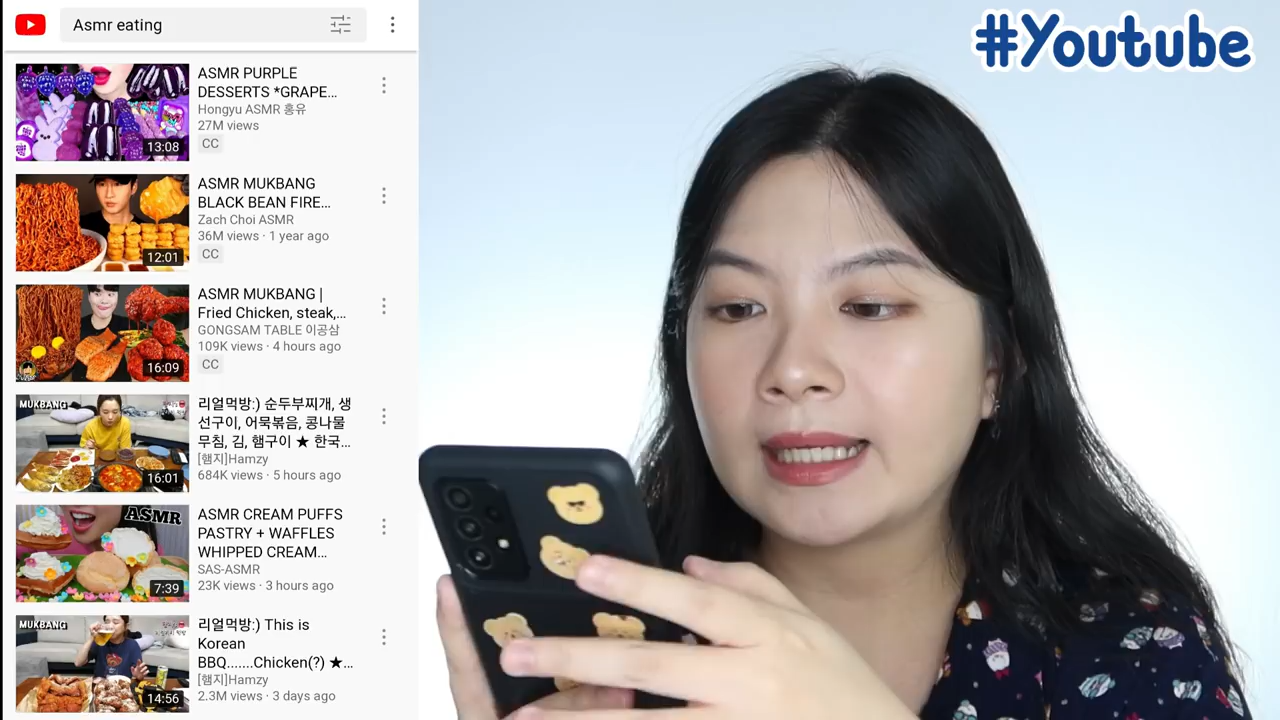 Asmr eating
#Youtube
ASMR PURPLE
DESSERTS *GRAPE...
Hongyu ASMR 홍유
27M views
CC
13:08
ASMR MUKBANG
BLACK BEAN FIRE...
Zach Choi ASMR
36M views · 1 year ago
CC
12:01
ASMR MUKBANG |
Fried Chicken, steak,...
GONGSAM TABLE 이공삼
109K views · 4 hours ago
CC
16:09
MUKBANG
리얼먹방:) 순두부찌개, 생
선구이, 어묵볶음, 콩나물
무침, 김, 햄구이 ★ 한국...
[햄지]Hamzy
684K views · 5 hours ago
16:01
ASMR
ASMR CREAM PUFFS
PASTRY + WAFFLES
WHIPPED CREAM...
SAS-ASMR
23K views · 3 hours ago
7:39
MUKBANG
리얼먹방:) This is
Korean
BBQ.......Chicken(?) ★...
[햄지]Hamzy
2.3M views · 3 days ago
14:56